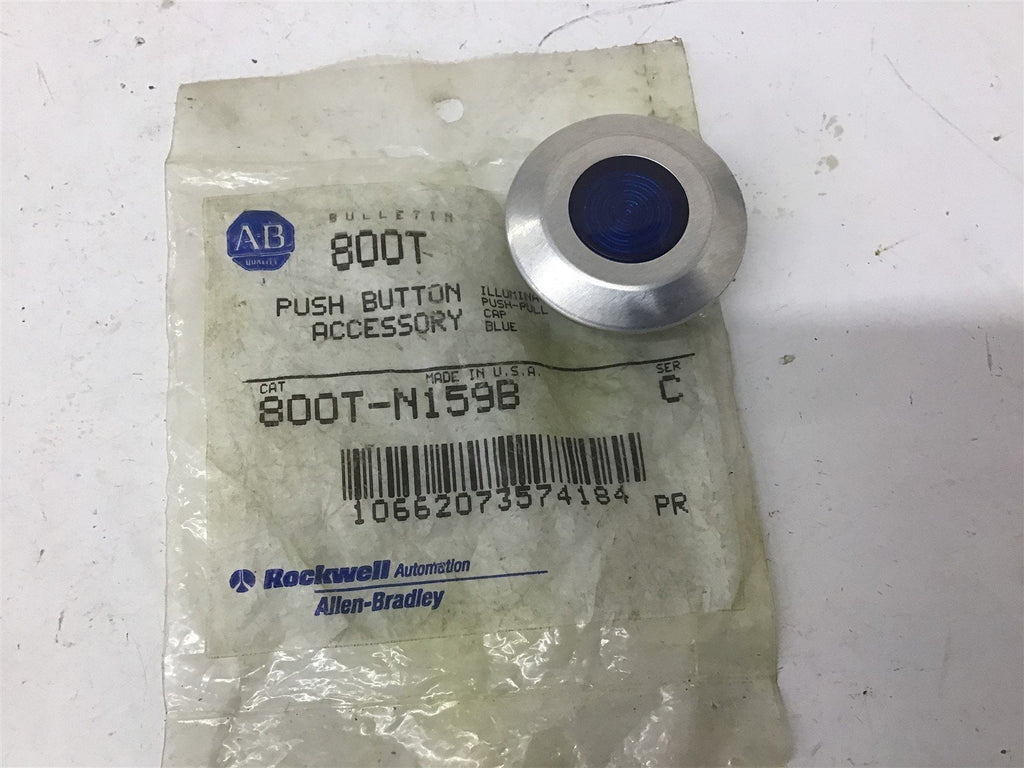 AB
QUALITY
BULLETIN
800T
PUSH BUTTON
ACCESSORY
PUSH-PULL
CAP
BLUE
MADE IN U.S.A.
CAT
SER
800T-N159B
C
10662073574184
PR
Rockwell Automation
Allen-Bradley